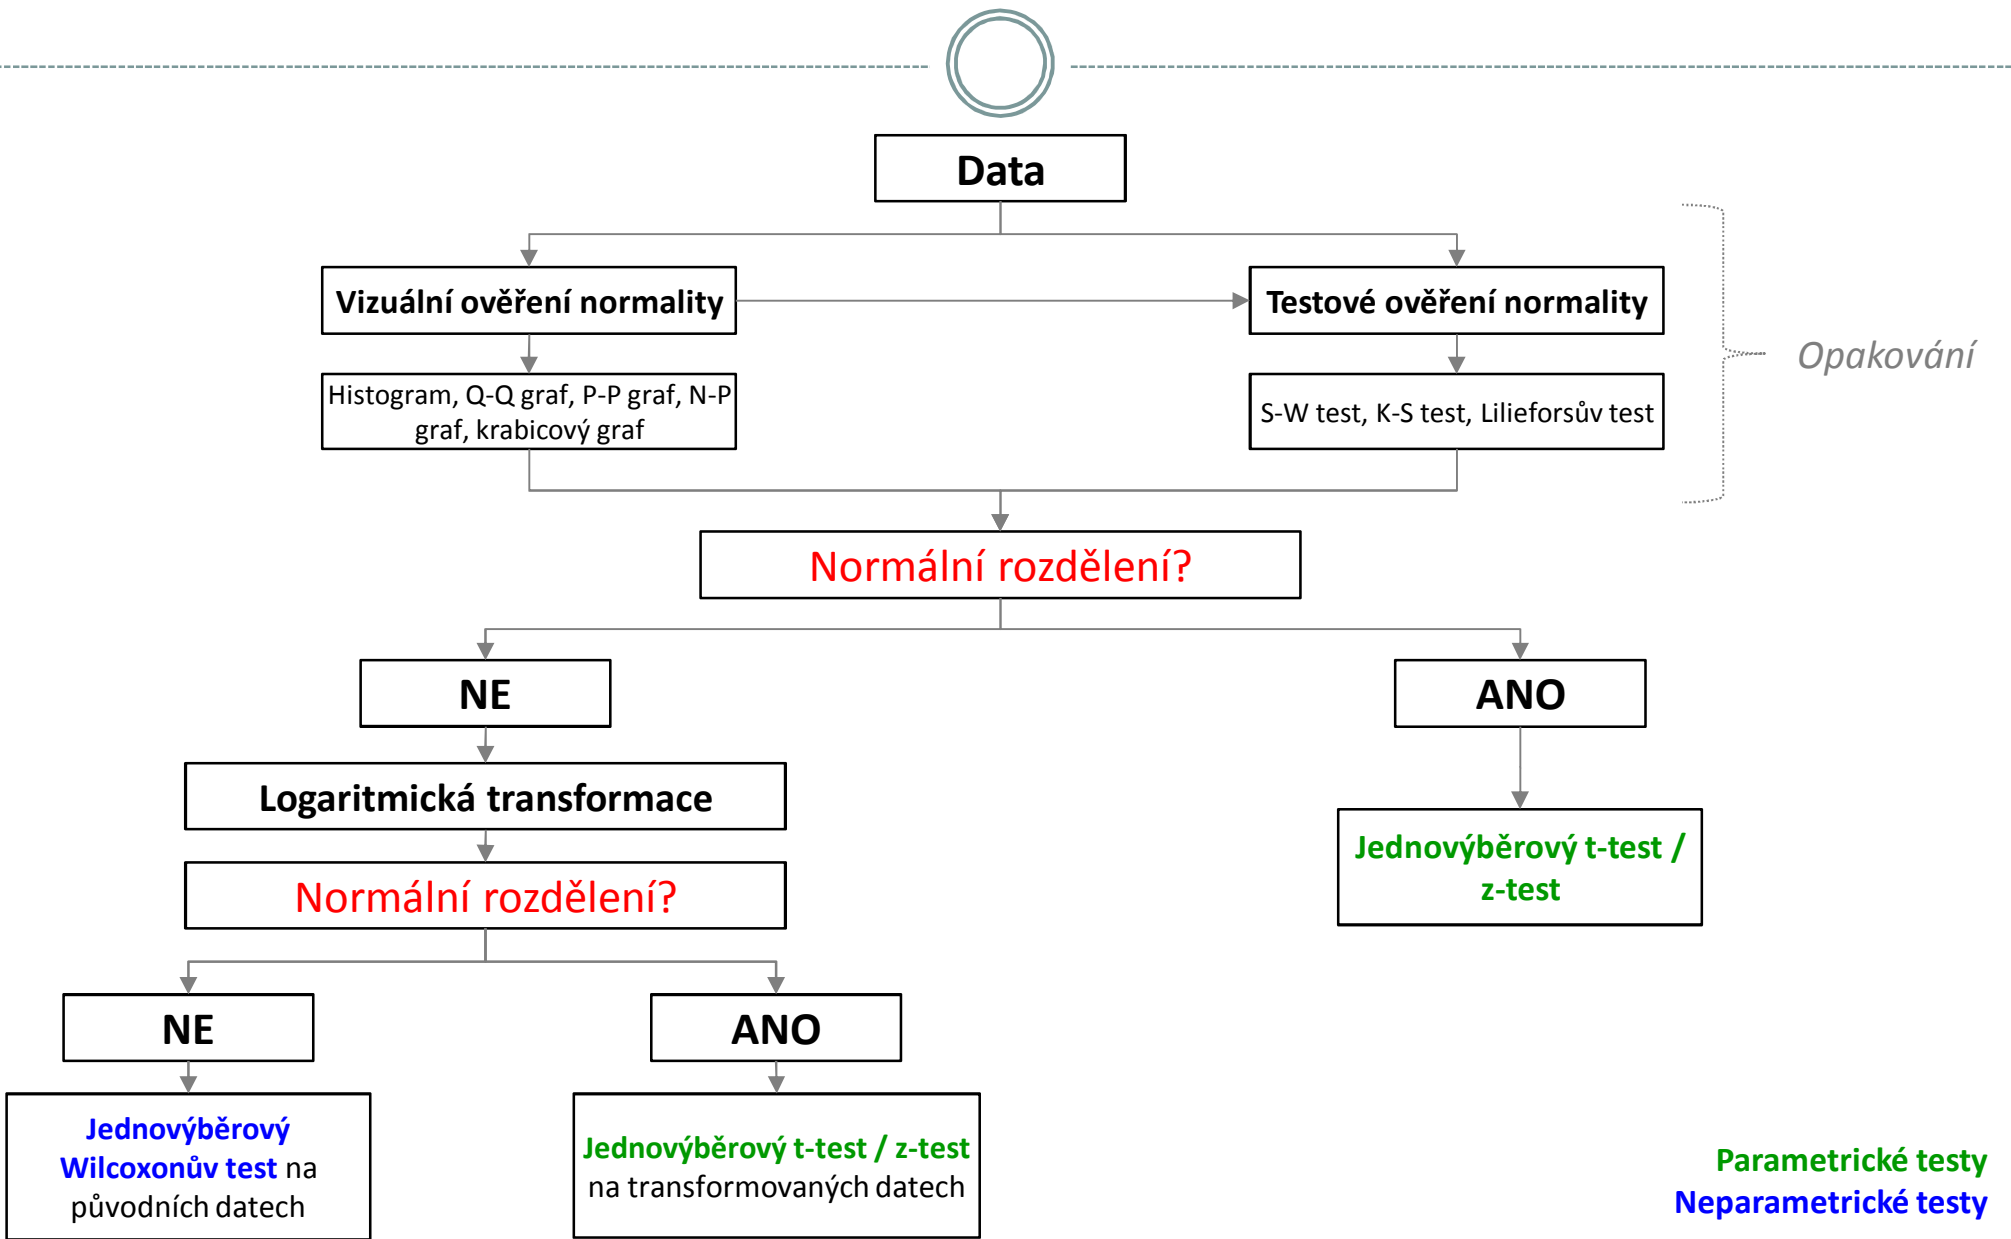 Data
Vizuální ověření normality
Testové ověření normality
Opakování
Histogram, Q-Q graf, P-P graf, N-P
graf, krabicový graf
S-W test, K-S test, Lilieforsův test
Normální rozdělení?
NE
ANO
Logaritmická transformace
Jednovýběrový t-test /
z-test
Normální rozdělení?
NE
ANO
Jednovýběrový
Wilcoxonův test na
původních datech
Jednovýběrový t-test / z-test
na transformovaných datech
Parametrické testy
Neparametrické testy